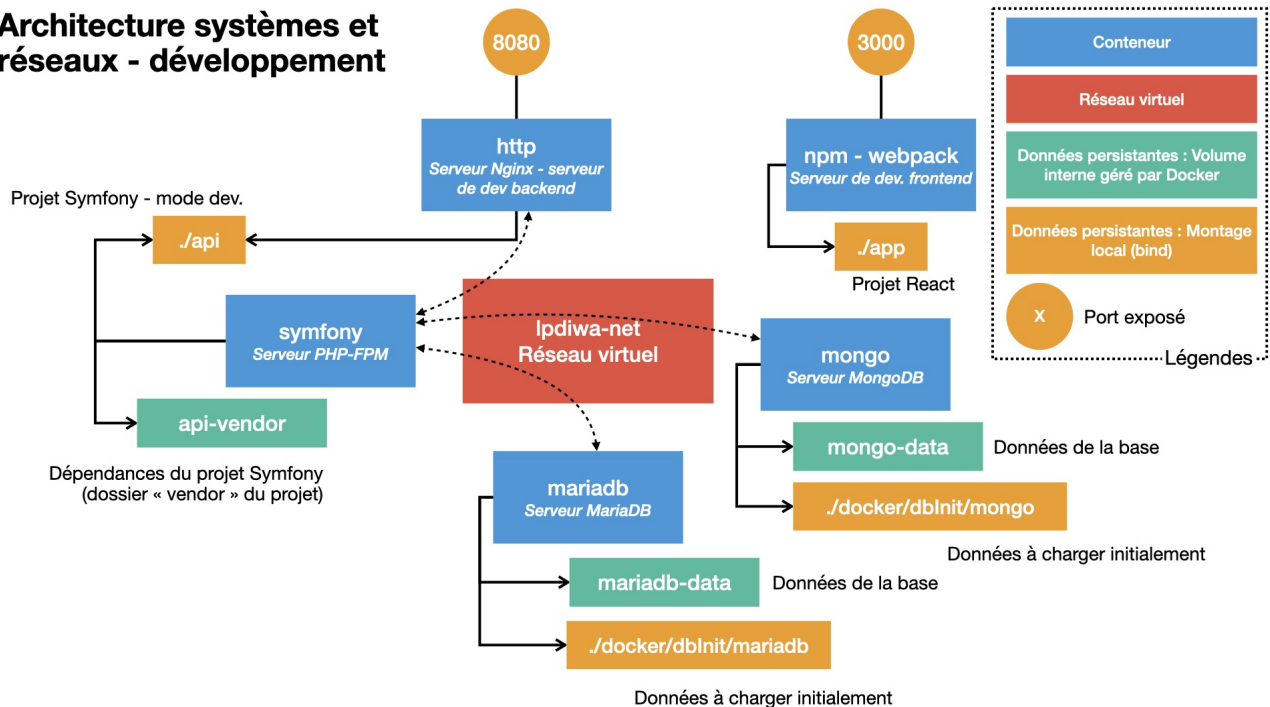 Architecture systèmes et
réseaux - développement
8080
3000
Conteneur
Réseau virtuel
Données persistantes : Volume
interne géré par Docker
Données persistantes : Montage
local (bind)
X
Port exposé
Légendes
http
Serveur Nginx - serveur
de dev backend
npm - webpack
Serveur de dev. frontend
Projet Symfony - mode dev.
./api
./app
Projet React
symfony
Serveur PHP-FPM
lpdiwa-net
Réseau virtuel
mongo
Serveur MongoDB
api-vendor
Dépendances du projet Symfony
(dossier « vendor » du projet)
mongo-data
Données de la base
./docker/dbInit/mongo
Données à charger initialement
mariadb
Serveur MariaDB
mariadb-data
Données de la base
./docker/dbInit/mariadb
Données à charger initialement